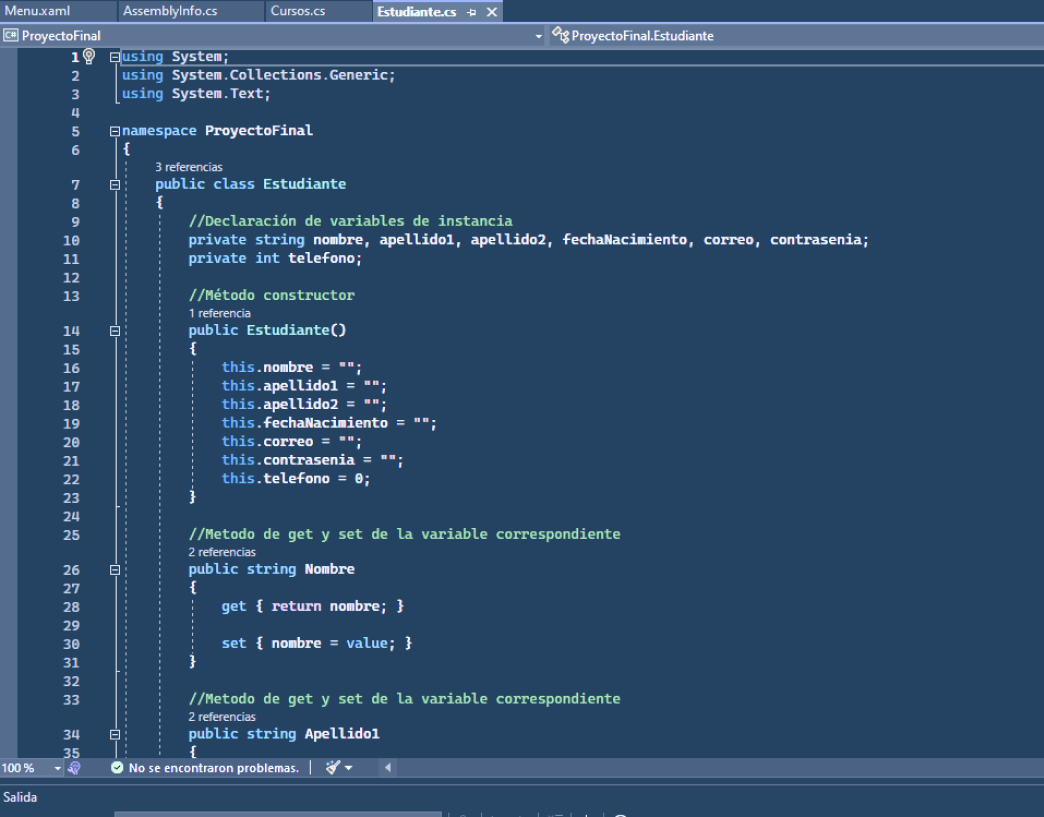 Menu.xaml AssemblyInfo.cs Cursos.cs Estudiante.cs
C# ProyectoFinal ProyectoFinal.Estudiante
1 using System;
2 using System.Collections.Generic;
3 using System.Text;
4
5 namespace ProyectoFinal
6 {
3 referencias
7 public class Estudiante
8 {
9 //Declaración de variables de instancia
10 private string nombre, apellido1, apellido2, fechaNacimiento, correo, contrasenia;
11 private int telefono;
12
13 //Método constructor
1 referencia
14 public Estudiante()
15 {
16 this.nombre = "";
17 this.apellido1 = "";
18 this.apellido2 = "";
19 this.fechaNacimiento = "";
20 this.correo = "";
21 this.contrasenia = "";
22 this.telefono = 0;
23 }
24
25 //Metodo de get y set de la variable correspondiente
2 referencias
26 public string Nombre
27 {
28 get { return nombre; }
29
30 set { nombre = value; }
31 }
32
33 //Metodo de get y set de la variable correspondiente
2 referencias
34 public string Apellido1
35 {
100 % No se encontraron problemas.
Salida